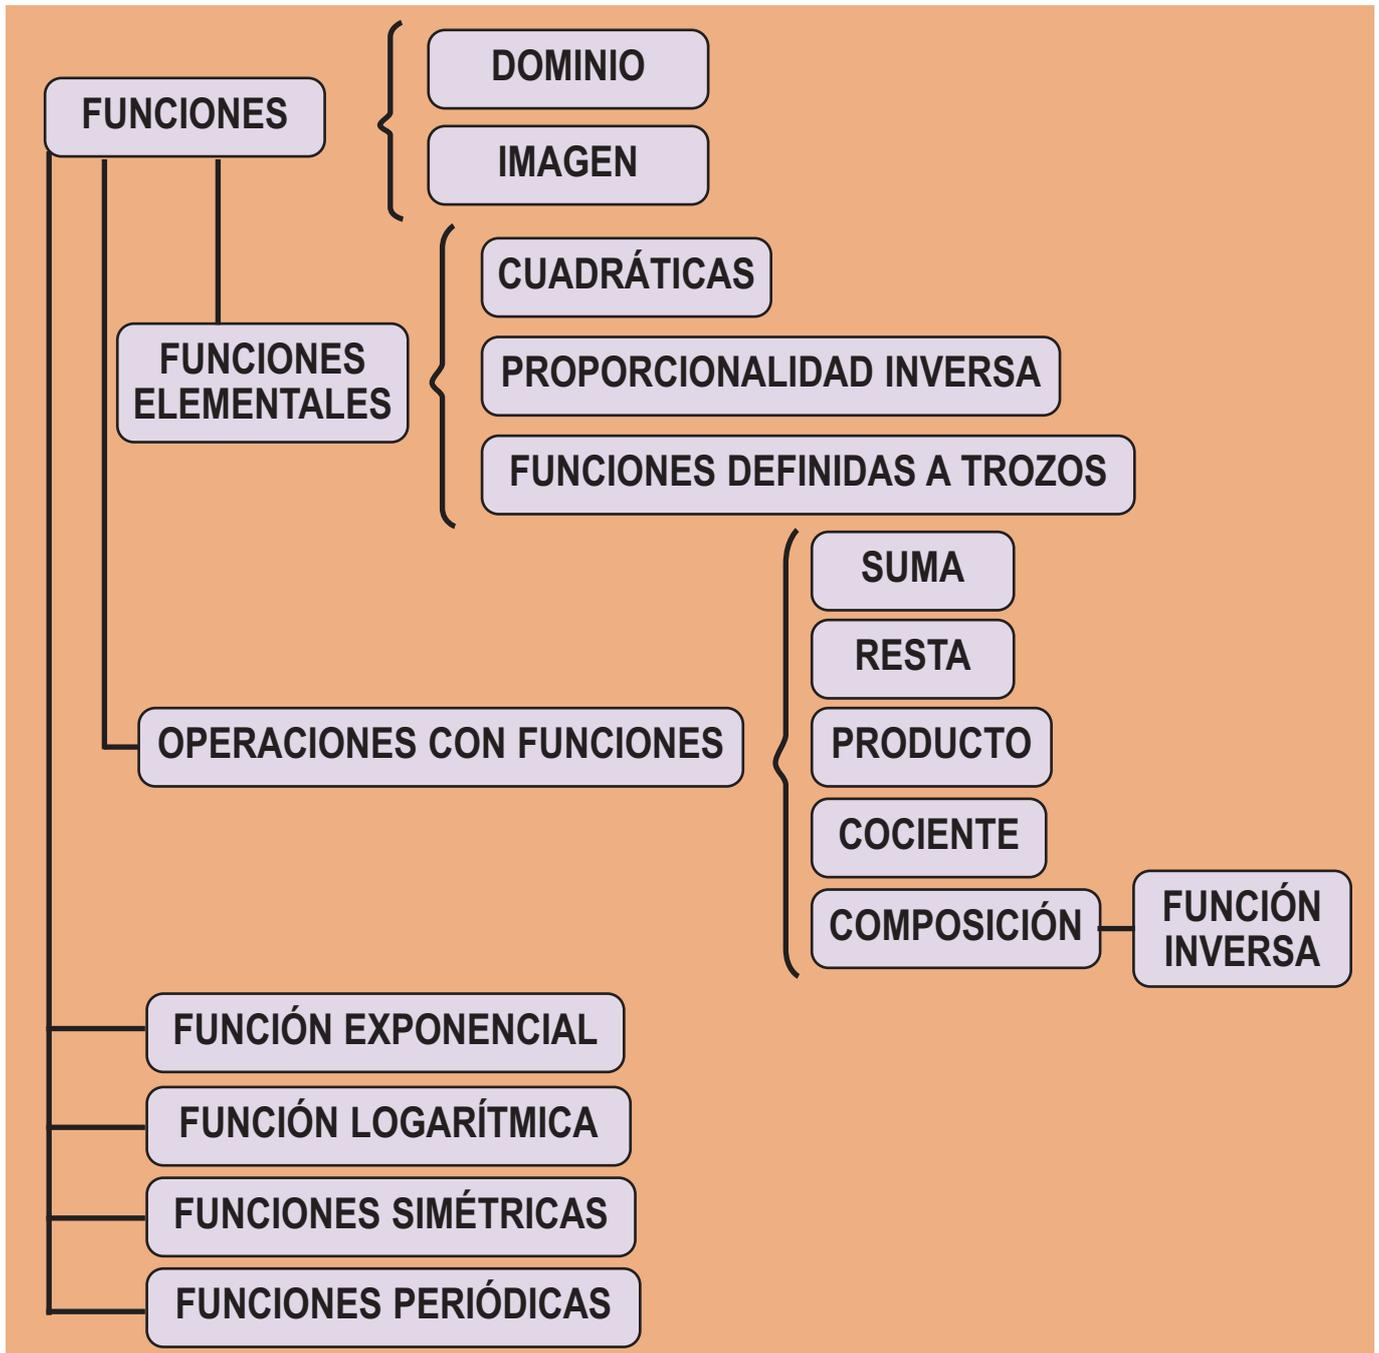 FUNCIONES
DOMINIO
IMAGEN
FUNCIONES
ELEMENTALES
CUADRÁTICAS
PROPORCIONALIDAD INVERSA
FUNCIONES DEFINIDAS A TROZOS
OPERACIONES CON FUNCIONES
SUMA
RESTA
PRODUCTO
COCIENTE
COMPOSICIÓN
FUNCIÓN
INVERSA
FUNCIÓN EXPONENCIAL
FUNCIÓN LOGARÍTMICA
FUNCIONES SIMÉTRICAS
FUNCIONES PERIÓDICAS